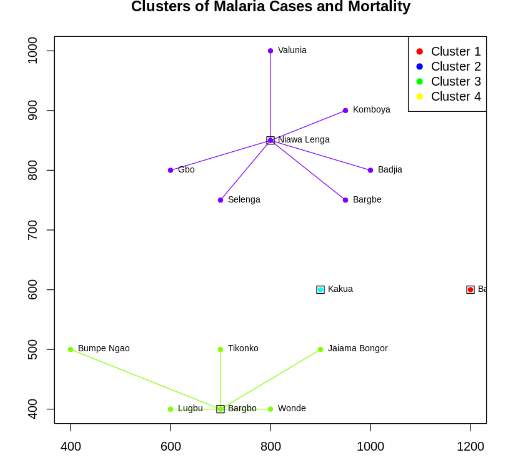 Clusters of Malaria Cases and Mortality
Cluster 1
Cluster 2
Cluster 3
Cluster 4
1000
900
800
700
600
500
400
Valunia
Komboya
Niawa Lenga
Gbo
Badjia
Selenga
Bargbe
Kakua
Ba
Bumpe Ngao
Tikonko
Jaiama Bongor
Lugbu
Bargbo
Wonde
400
600
800
1000
1200